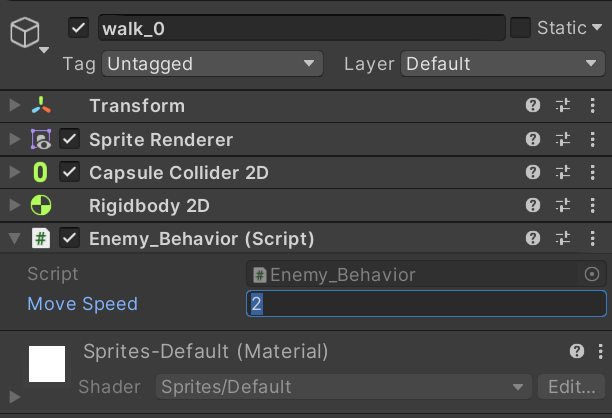 walk_0 Static
Tag Untagged Layer Default
Transform
Sprite Renderer
Capsule Collider 2D
Rigidbody 2D
# Enemy_Behavior (Script)
Script # Enemy_Behavior
Move Speed 2
Sprites-Default (Material)
Shader Sprites/Default Edit...